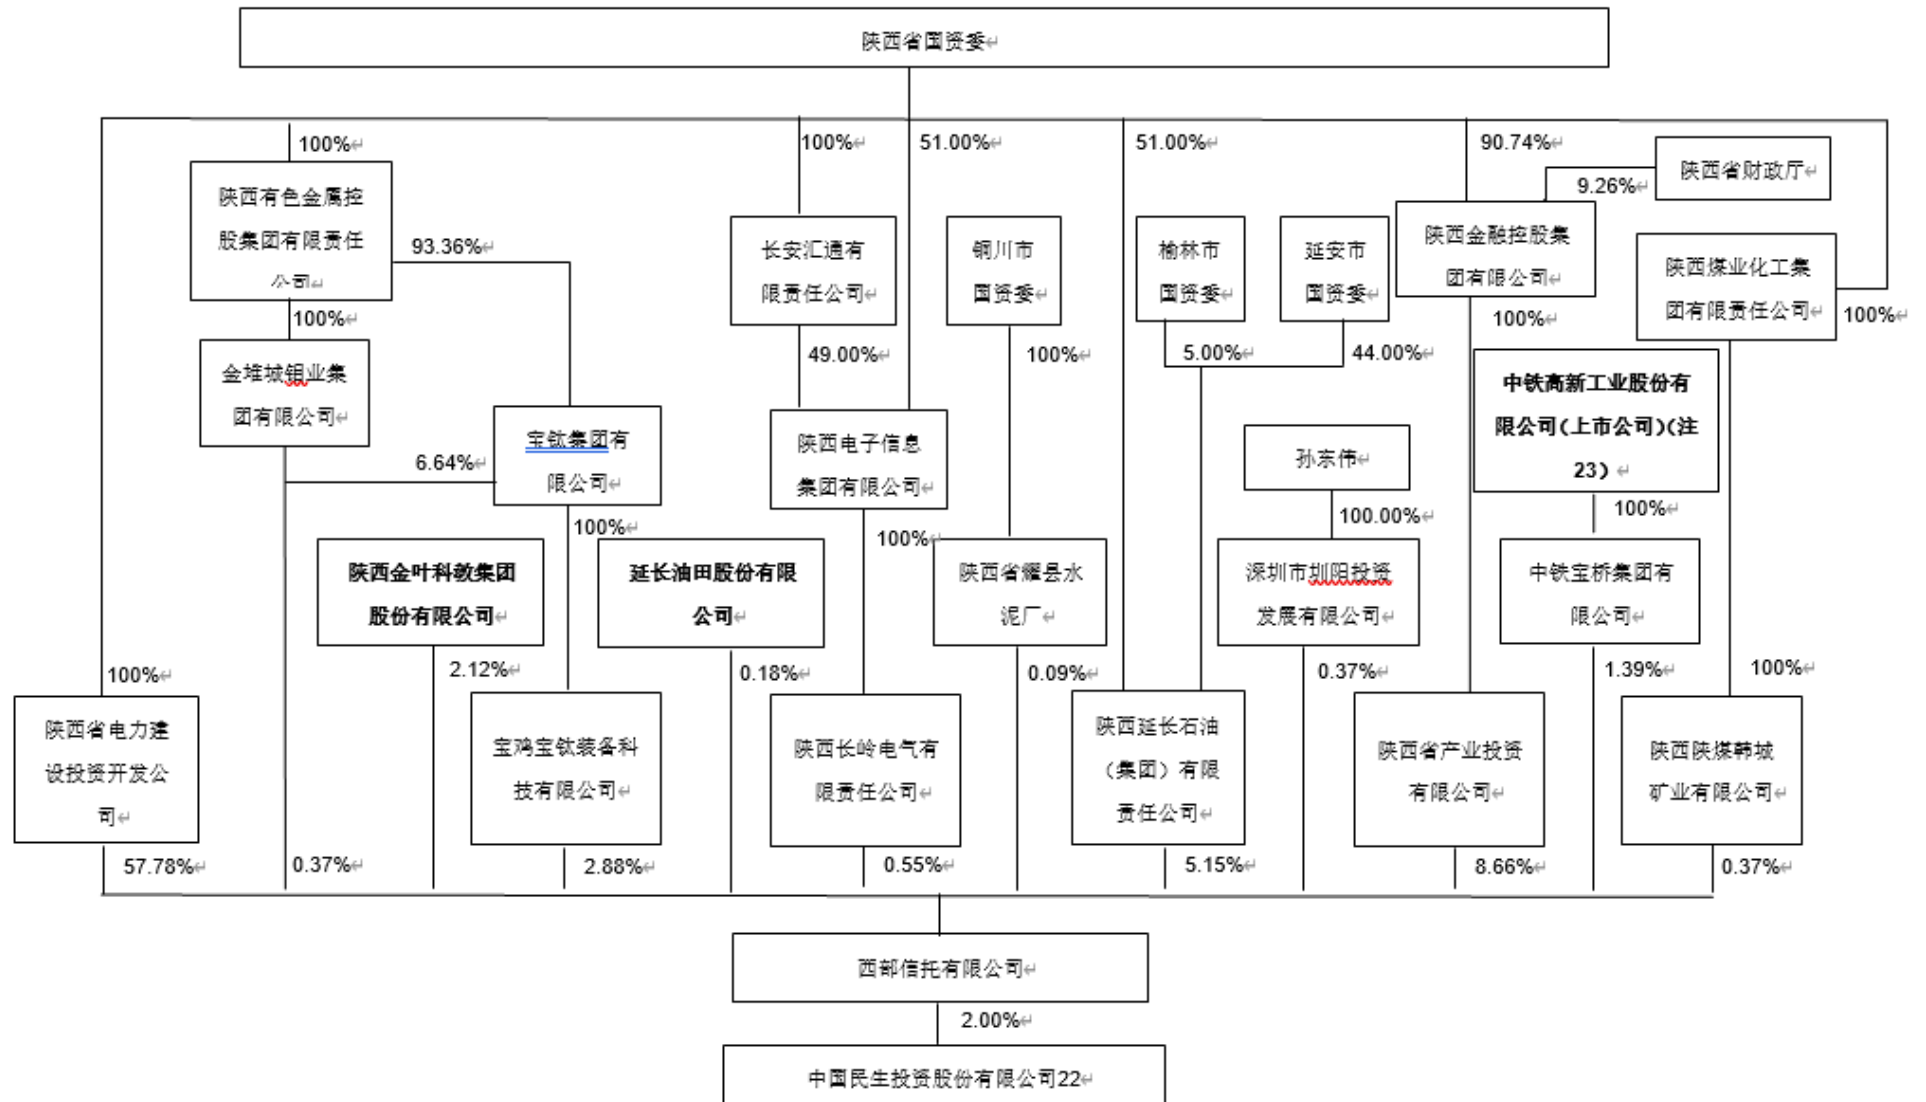 陕西省国资委↵
100%↵
100%↵
51.00%↵
51.00%↵
90.74%↵
陕西省财政厅↵
9.26%↵
陕西有色金属控
股集团有限责任
公司↵
93.36%↵
长安汇通有
限责任公司↵
铜川市
国资委↵
榆林市
国资委↵
延安市
国资委↵
陕西金融控股集
团有限公司↵
陕西煤业化工集
团有限责任公司↵
100%↵
100%↵
100%↵
49.00%↵
100%↵
5.00%↵
44.00%↵
金堆城钼业集
团有限公司↵
中铁高新工业股份有
限公司(上市公司)(注
23) ↵
6.64%↵
宝钛集团有
限公司↵
陕西电子信息
集团有限公司↵
孙东伟↵
100%↵
100%↵
100.00%↵
100%↵
陕西金叶科教集团
股份有限公司↵
延长油田股份有限
公司↵
陕西省耀县水
泥厂↵
深圳市圳阳投资
发展有限公司↵
中铁宝桥集团有
限公司↵
100%↵
2.12%↵
0.18%↵
0.09%↵
0.37%↵
1.39%↵
100%↵
陕西省电力建
设投资开发公
司↵
宝鸡宝钛装备科
技有限公司↵
陕西长岭电气有
限责任公司↵
陕西延长石油
（集团）有限
责任公司↵
陕西省产业投资
有限公司↵
陕西陕煤韩城
矿业有限公司↵
57.78%↵
0.37%↵
2.88%↵
0.55%↵
5.15%↵
8.66%↵
0.37%↵
西部信托有限公司↵
2.00%↵
中国民生投资股份有限公司22↵